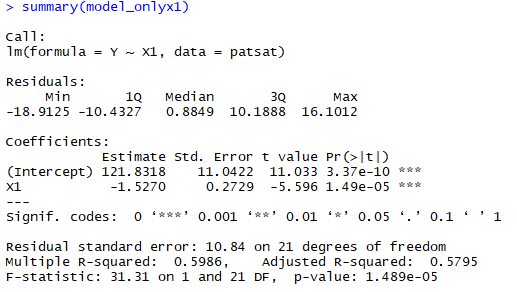 > summary(model_onlyx1)
Call:
lm(formula = Y ~ X1, data = patsat)
Residuals:
     Min       1Q   Median       3Q      Max
-18.9125 -10.4327   0.8849  10.1888  16.1012
Coefficients:
            Estimate Std. Error t value Pr(>|t|)
(Intercept) 121.8318    11.0422  11.033 3.37e-10 ***
X1           -1.5270     0.2729  -5.596 1.49e-05 ***
---
Signif. codes:  0 ‘***’ 0.001 ‘**’ 0.01 ‘*’ 0.05 ‘.’ 0.1 ‘ ’ 1
Residual standard error: 10.84 on 21 degrees of freedom
Multiple R-squared:  0.5986,    Adjusted R-squared:  0.5795
F-statistic: 31.31 on 1 and 21 DF,  p-value: 1.489e-05